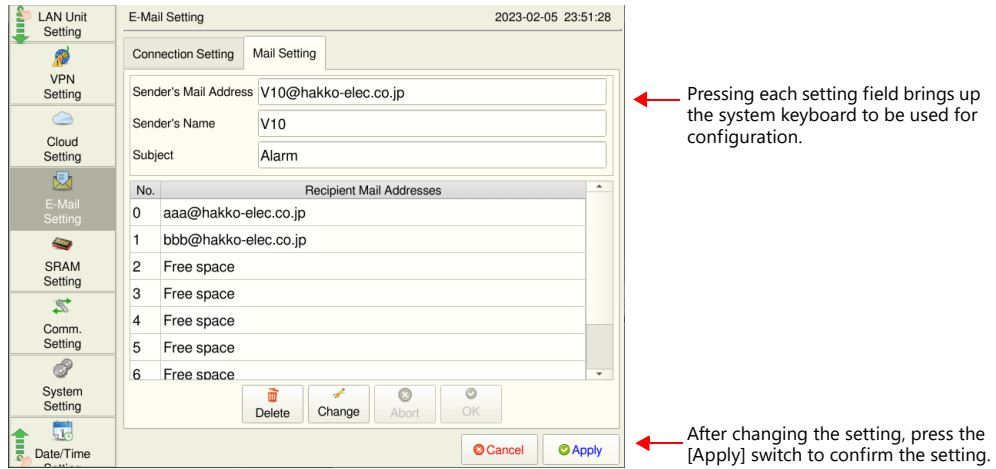 LAN Unit
Setting
VPN
Setting
Cloud
Setting
E-Mail
Setting
SRAM
Setting
Comm.
Setting
System
Setting
Date/Time
E-Mail Setting 2023-02-05 23:51:28
Connection Setting Mail Setting
Sender's Mail Address V10@hakko-elec.co.jp
Sender's Name V10
Subject Alarm
No. Recipient Mail Addresses
0 aaa@hakko-elec.co.jp
1 bbb@hakko-elec.co.jp
2 Free space
3 Free space
4 Free space
5 Free space
6 Free space
Delete Change Abort OK
Cancel Apply
Pressing each setting field brings up
the system keyboard to be used for
configuration.
After changing the setting, press the
[Apply] switch to confirm the setting.